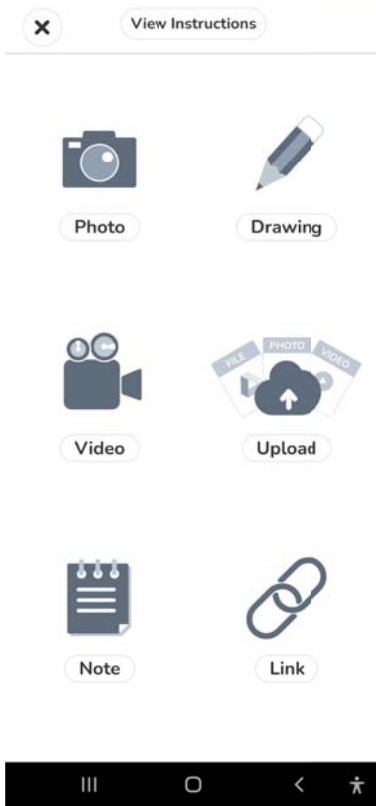 View Instructions
Photo
Drawing
FILE
PHOTO
VIDEO
Video
Upload
Note
Link